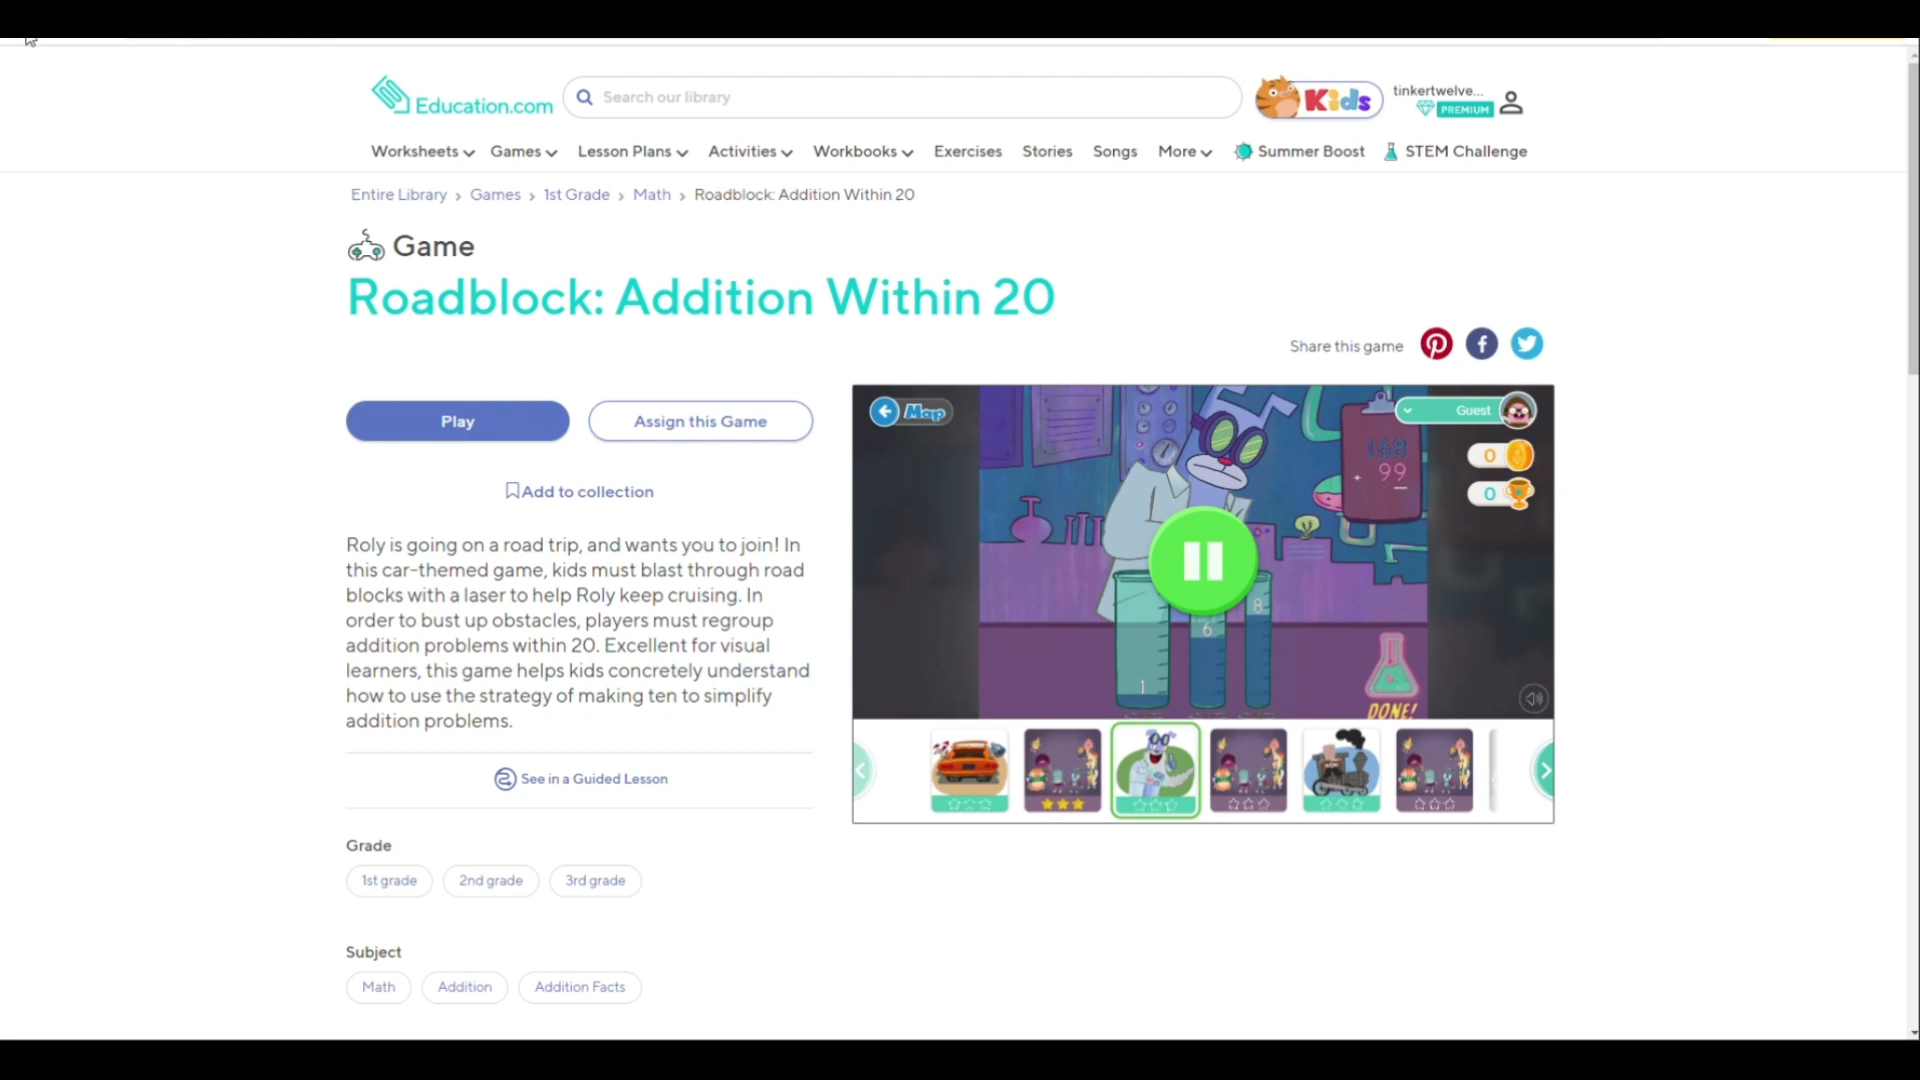 Education.com
Search our library
Kids
tinkertwelve...
PREMIUM
Worksheets Games Lesson Plans Activities Workbooks Exercises Stories Songs More Summer Boost STEM Challenge
Entire Library > Games > 1st Grade > Math > Roadblock: Addition Within 20
Game
Roadblock: Addition Within 20
Share this game
Play
Assign this Game
Add to collection
Roly is going on a road trip, and wants you to join! In
this car-themed game, kids must blast through road
blocks with a laser to help Roly keep cruising. In
order to bust up obstacles, players must regroup
addition problems within 20. Excellent for visual
learners, this game helps kids concretely understand
how to use the strategy of making ten to simplify
addition problems.
See in a Guided Lesson
Grade
1st grade 2nd grade 3rd grade
Subject
Math Addition Addition Facts
Map
Guest
168
+ 99
0
0
8
6
1
DONE!